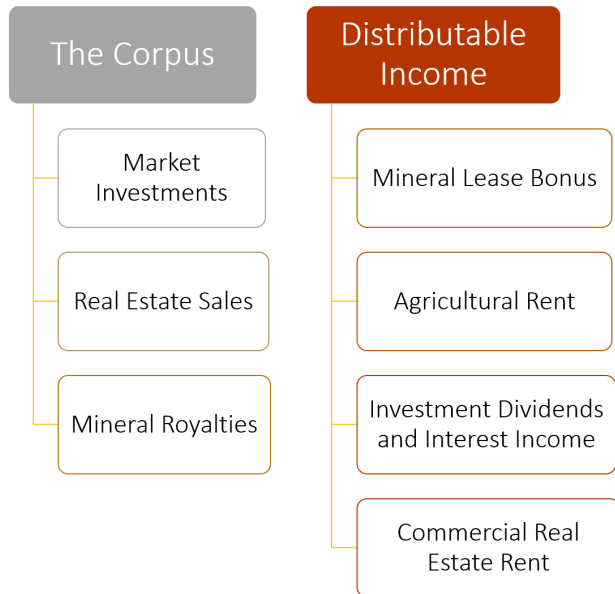 The Corpus
Market
Investments
Real Estate Sales
Mineral Royalties
Distributable
Income
Mineral Lease Bonus
Agricultural Rent
Investment Dividends
and Interest Income
Commercial Real
Estate Rent